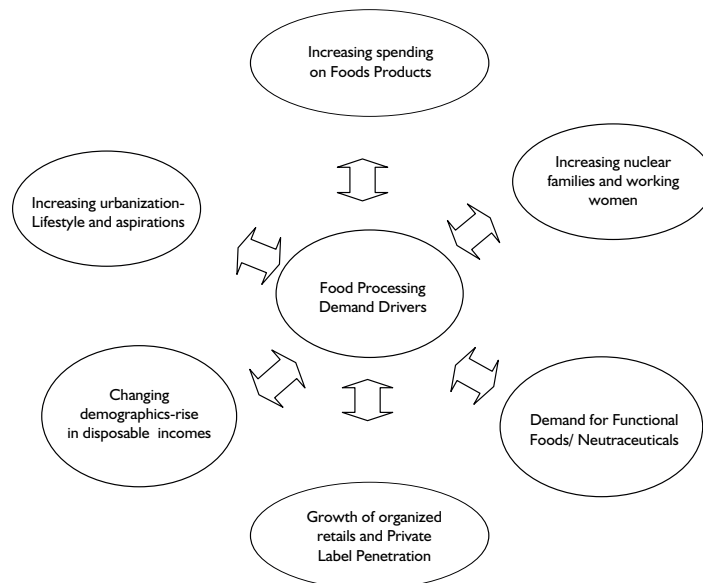 Increasing spending
on Foods Products
Increasing nuclear
families and working
women
Increasing urbanization-
Lifestyle and aspirations
Food Processing
Demand Drivers
Changing
demographics-rise
in disposable incomes
Demand for Functional
Foods/ Neutraceuticals
Growth of organized
retails and Private
Label Penetration